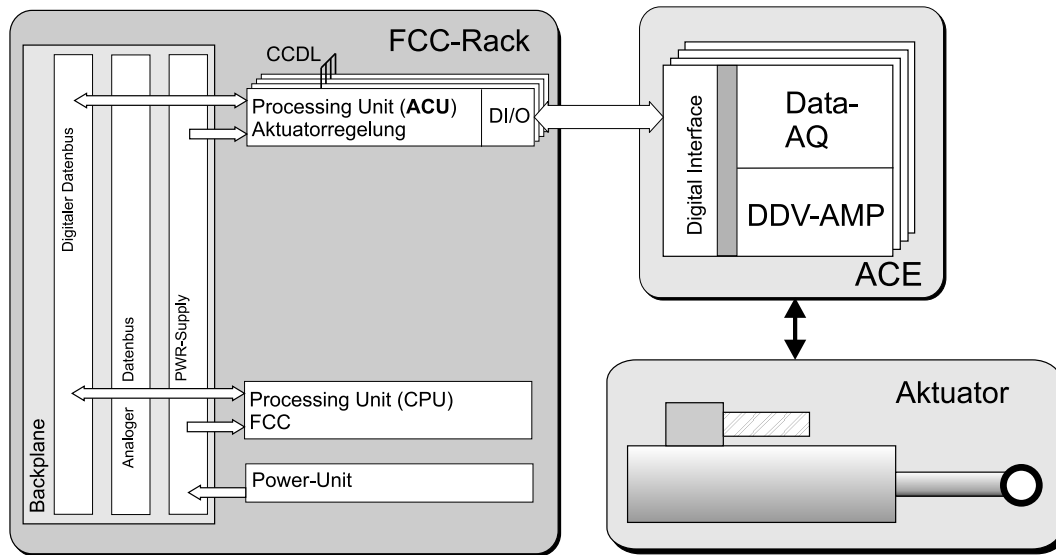 FCC-Rack
CCDL
Processing Unit (ACU)
Aktuatorregelung
DI/O
Backplane
Digitaler Datenbus
Analoger Datenbus
PWR-Supply
Processing Unit (CPU)
FCC
Power-Unit
Digital Interface
Data-
AQ
DDV-AMP
ACE
Aktuator